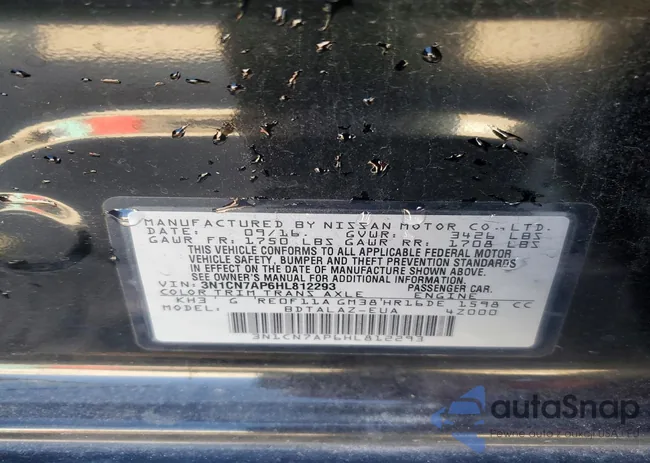 MANUFACTURED BY NISSAN MOTOR CO., LTD.
DATE: 09/16. GVWR: 3426 LBS
GAWR FR: 1750 LBS GAWR RR: 1708 LBS
THIS VEHICLE CONFORMS TO ALL APPLICABLE FEDERAL MOTOR
VEHICLE SAFETY, BUMPER AND THEFT PREVENTION STANDARDS
IN EFFECT ON THE DATE OF MANUFACTURE SHOWN ABOVE.
SEE OWNER'S MANUAL FOR ADDITIONAL INFORMATION.
VIN: 3N1CN7AP6HL812293 PASSENGER CAR.
COLOR TRIM TRANS AXLE ENGINE
KH3 G RE0F11A GM38 HR16DE 1598 CC
MODEL: BDTALAZ-EUA 4Z000
3N1CN7AP6HL812293
autaSnap